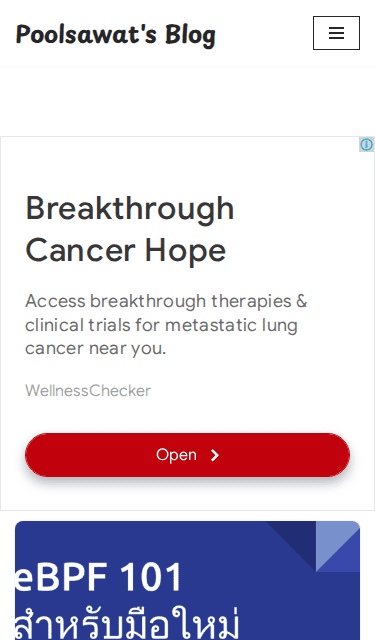 Poolsawat's Blog
Breakthrough
Cancer Hope
Access breakthrough therapies &
clinical trials for metastatic lung
cancer near you.
WellnessChecker
Open
eBPF 101
สำหรับมือใหม่